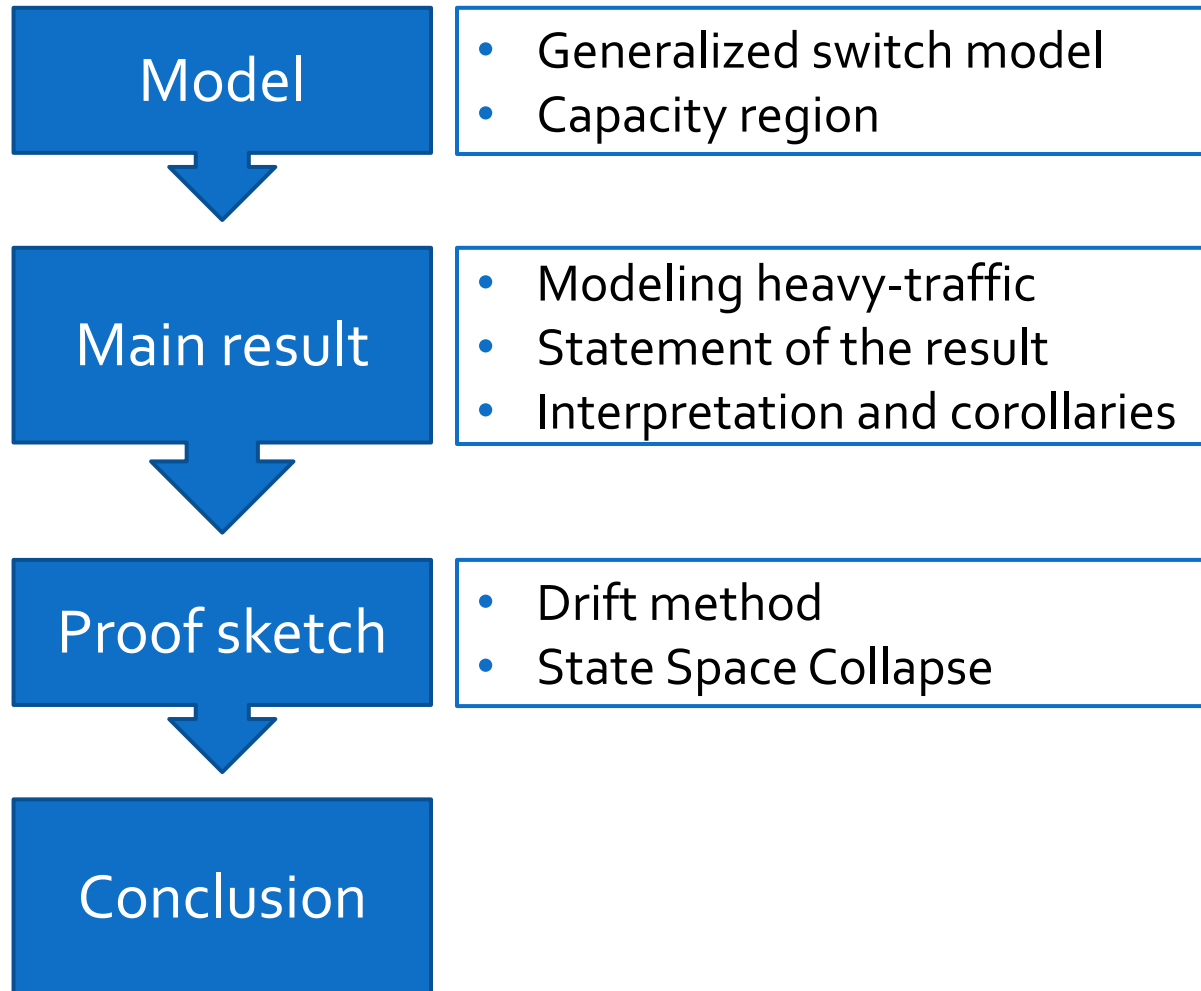 Model
• Generalized switch model
• Capacity region
Main result
• Modeling heavy-traffic
• Statement of the result
• Interpretation and corollaries
Proof sketch
• Drift method
• State Space Collapse
Conclusion